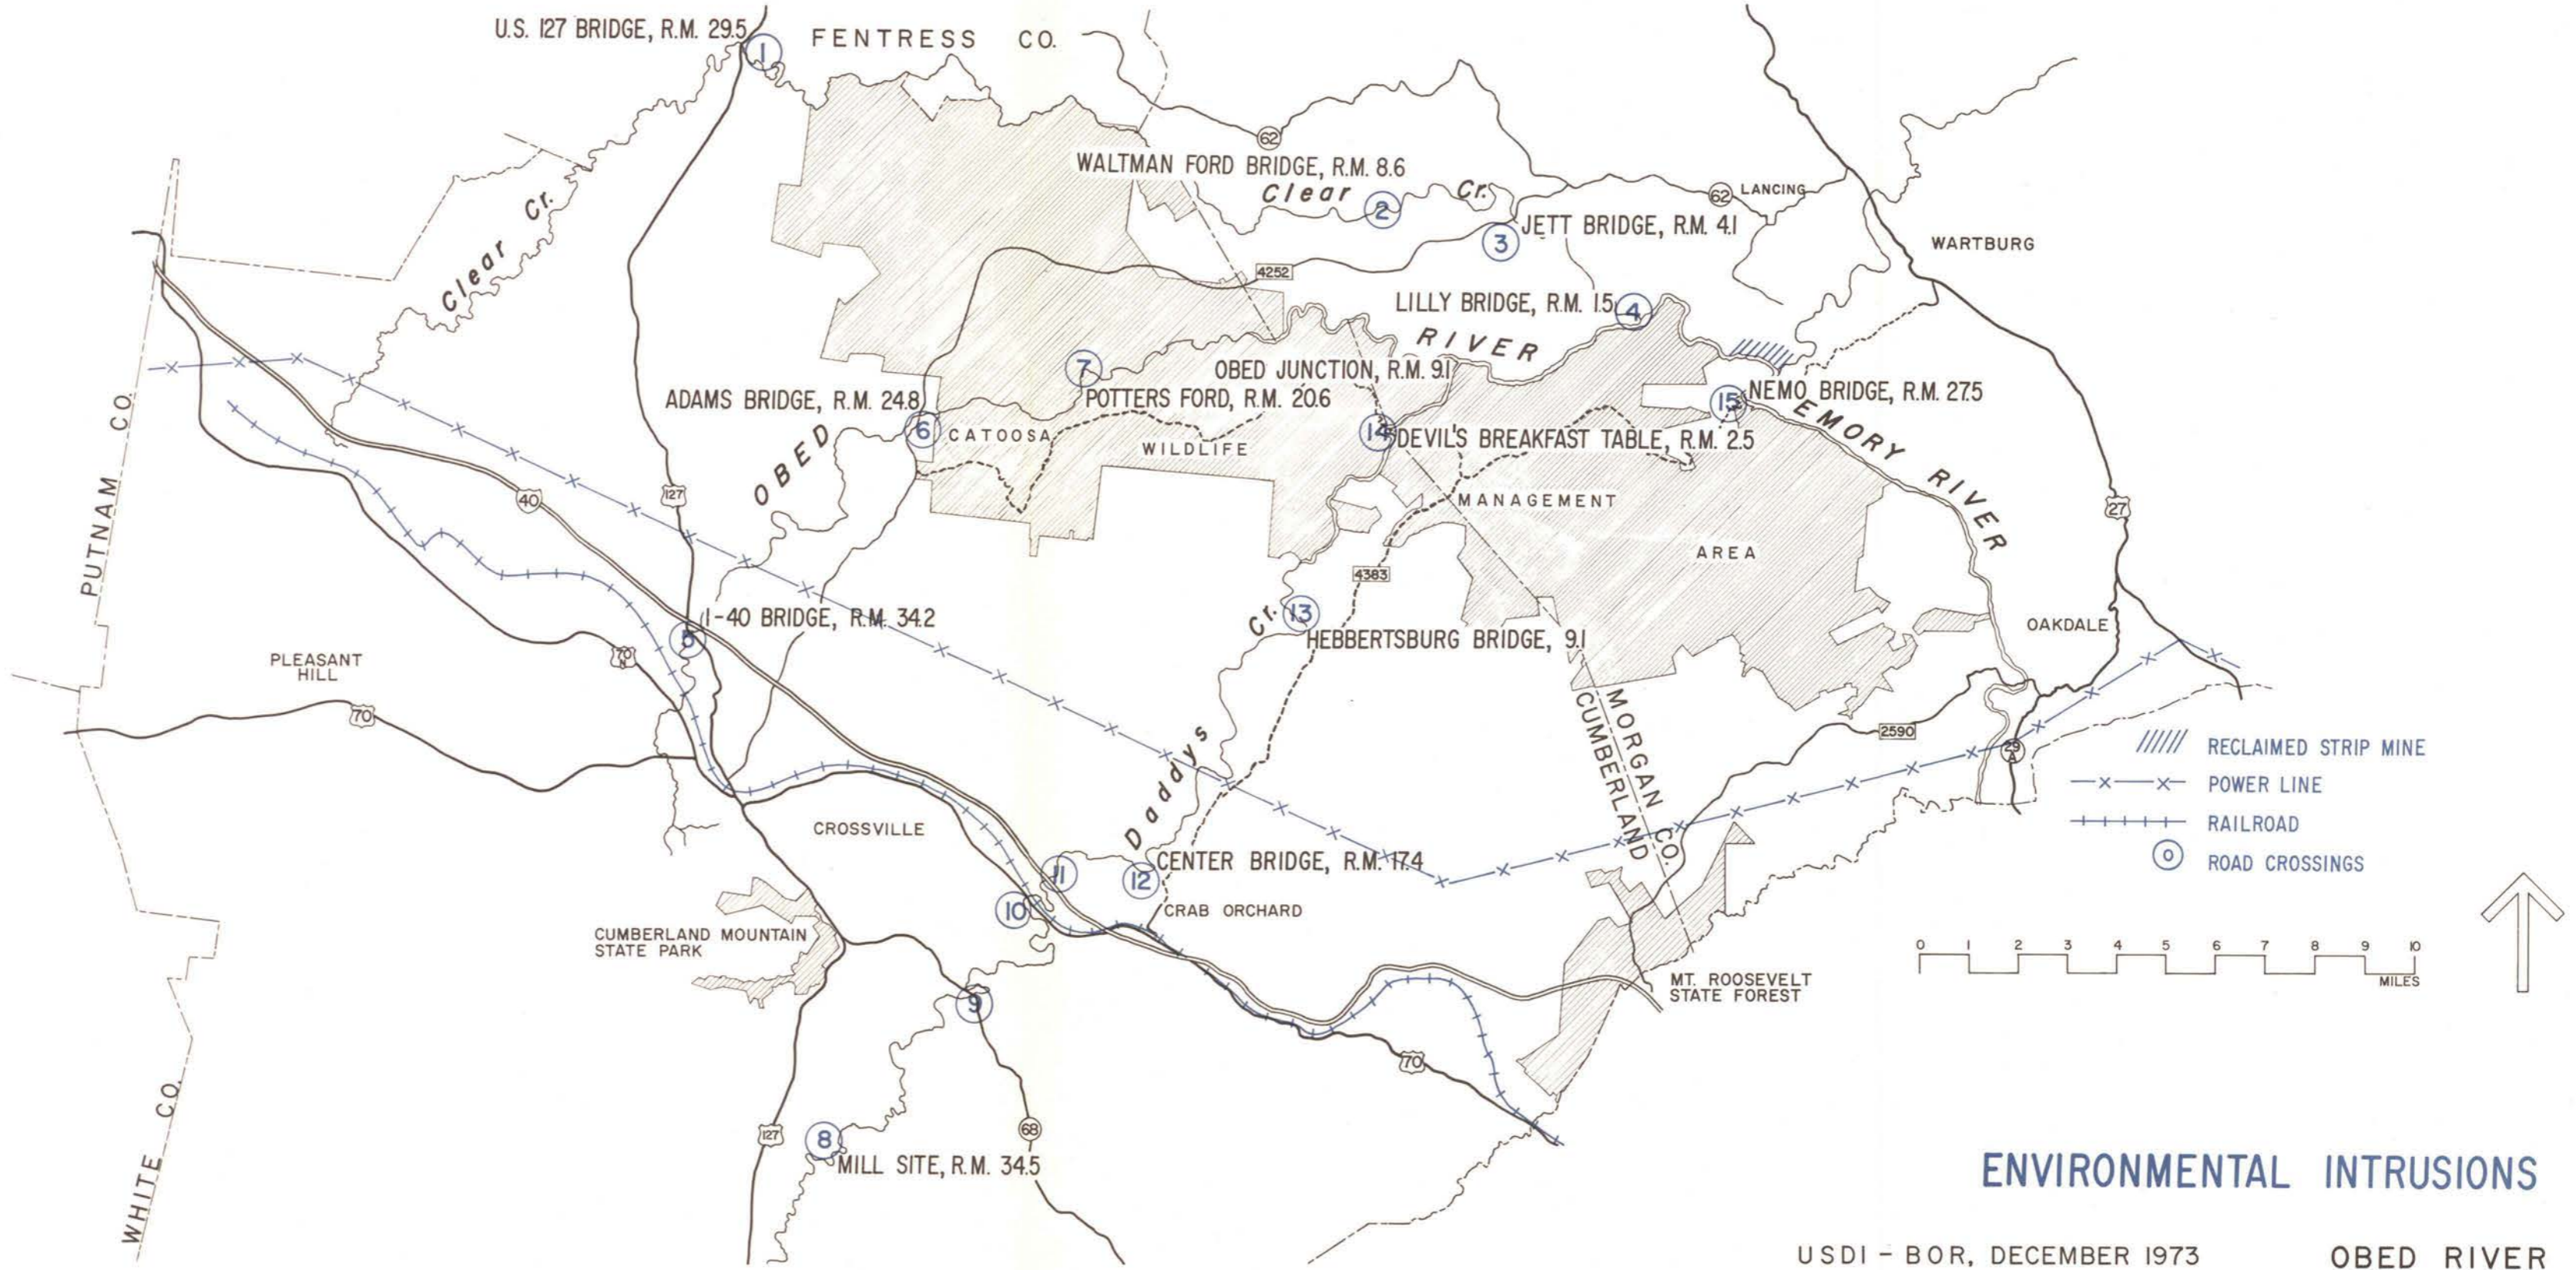 U.S. 127 BRIDGE, R.M. 29.5
1
FENTRESS CO.
62
WALTMAN FORD BRIDGE, R.M. 8.6
Clear Cr.
2
62
LANCING
JETT BRIDGE, R.M. 4.1
3
WARTBURG
Clear Cr.
4252
LILLY BRIDGE, R.M. 1.5
4
RIVER
7
OBED JUNCTION, R.M. 9.1
ADAMS BRIDGE, R.M. 24.8
POTTERS FORD, R.M. 20.6
15
NEMO BRIDGE, R.M. 27.5
6
OBED
CATOOSA
WILDLIFE
14
DEVIL'S BREAKFAST TABLE, R.M. 2.5
EMORY RIVER
PUTNAM CO.
40
127
MANAGEMENT
27
AREA
4383
I-40 BRIDGE, R.M. 34.2
5
Cr.
13
HEBBERTSBURG BRIDGE, 9.1
OAKDALE
PLEASANT
HILL
70
N
70
Daddys
MORGAN CO.
CUMBERLAND
2590
29
A
RECLAIMED STRIP MINE
POWER LINE
RAILROAD
0
ROAD CROSSINGS
CROSSVILLE
11
12
CENTER BRIDGE, R.M. 17.4
10
CRAB ORCHARD
CUMBERLAND MOUNTAIN
STATE PARK
0 1 2 3 4 5 6 7 8 9 10
MILES
MT. ROOSEVELT
STATE FOREST
9
70
WHITE CO.
127
8
68
MILL SITE, R.M. 34.5
ENVIRONMENTAL INTRUSIONS
USDI - BOR, DECEMBER 1973
OBED RIVER